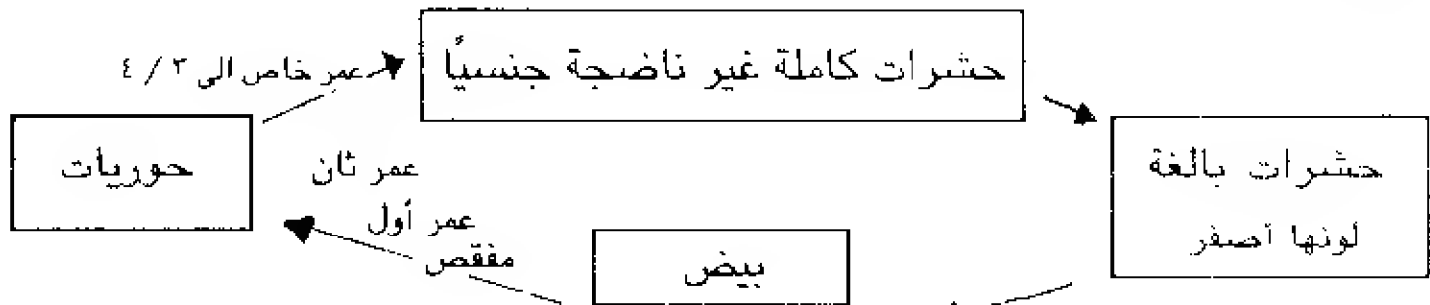 حشرات كاملة غير ناضجة جنسيًا
عمر خاص الى ٣ / ٤
حشرات بالغة
لونها أصفر
حوريات
عمر ثان
عمر أول
مفقص
بيض